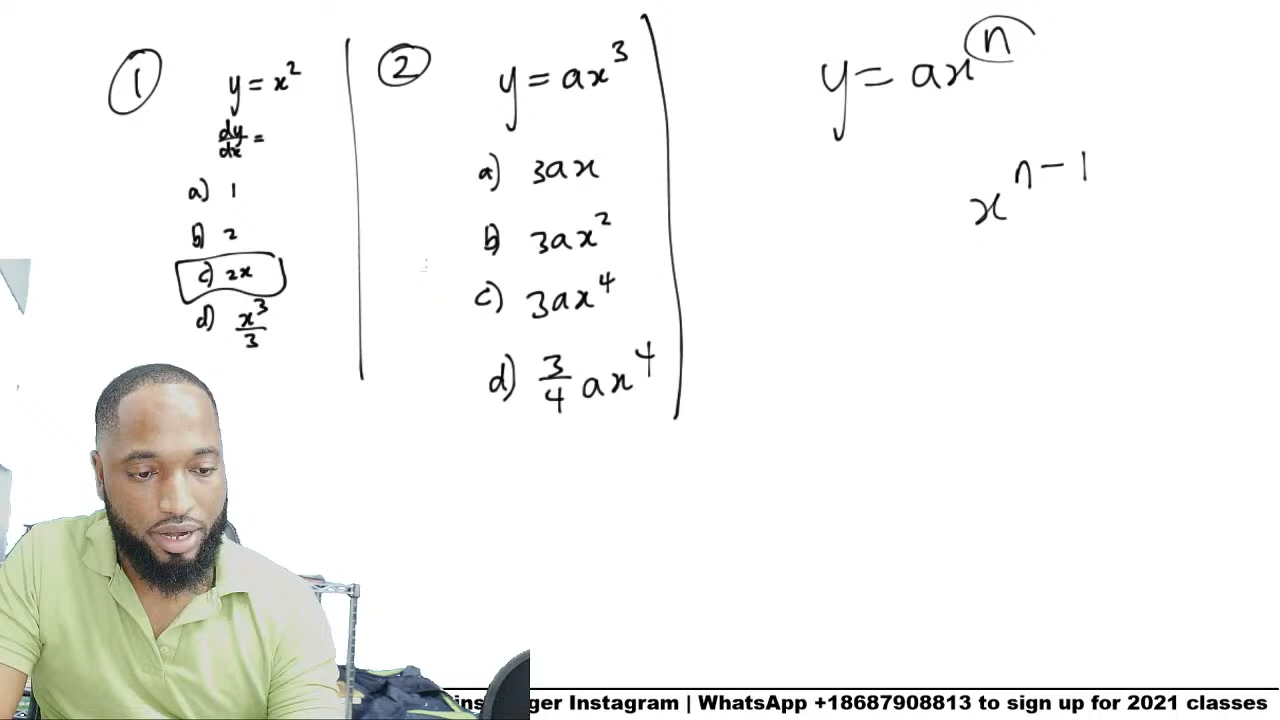 1
y = x²
dy/dx =
a) 1
b) 2
c) 2x
d) x³/3
2
y = ax³
a) 3ax
b) 3ax²
c) 3ax⁴
d) 3/4 ax⁴
y = axⁿ
xⁿ⁻¹
Instagram | WhatsApp +18687908813 to sign up for 2021 classes